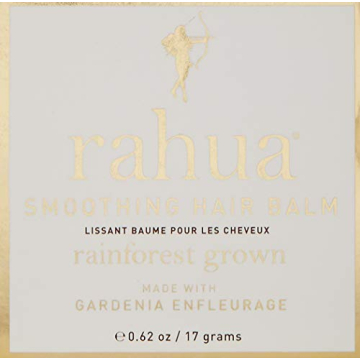 rahua®
SMOOTHING HAIR BALM
LISSANT BAUME POUR LES CHEVEUX
rainforest grown
MADE WITH
GARDENIA ENFLEURAGE
℮ 0.62 oz / 17 grams